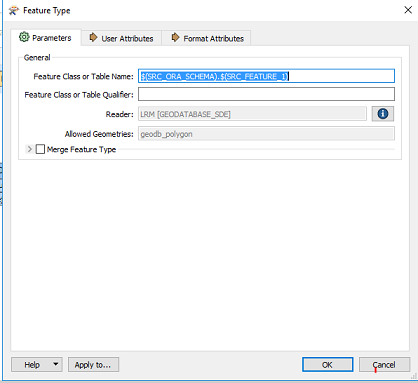 Feature Type
Parameters User Attributes Format Attributes
General
Feature Class or Table Name: $(SRC_ORA_SCHEMA).$(SRC_FEATURE_1)
Feature Class or Table Qualifier:
Reader: LRM [GEODATABASE_SDE]
Allowed Geometries: geodb_polygon
Merge Feature Type
Help Apply to... OK Cancel